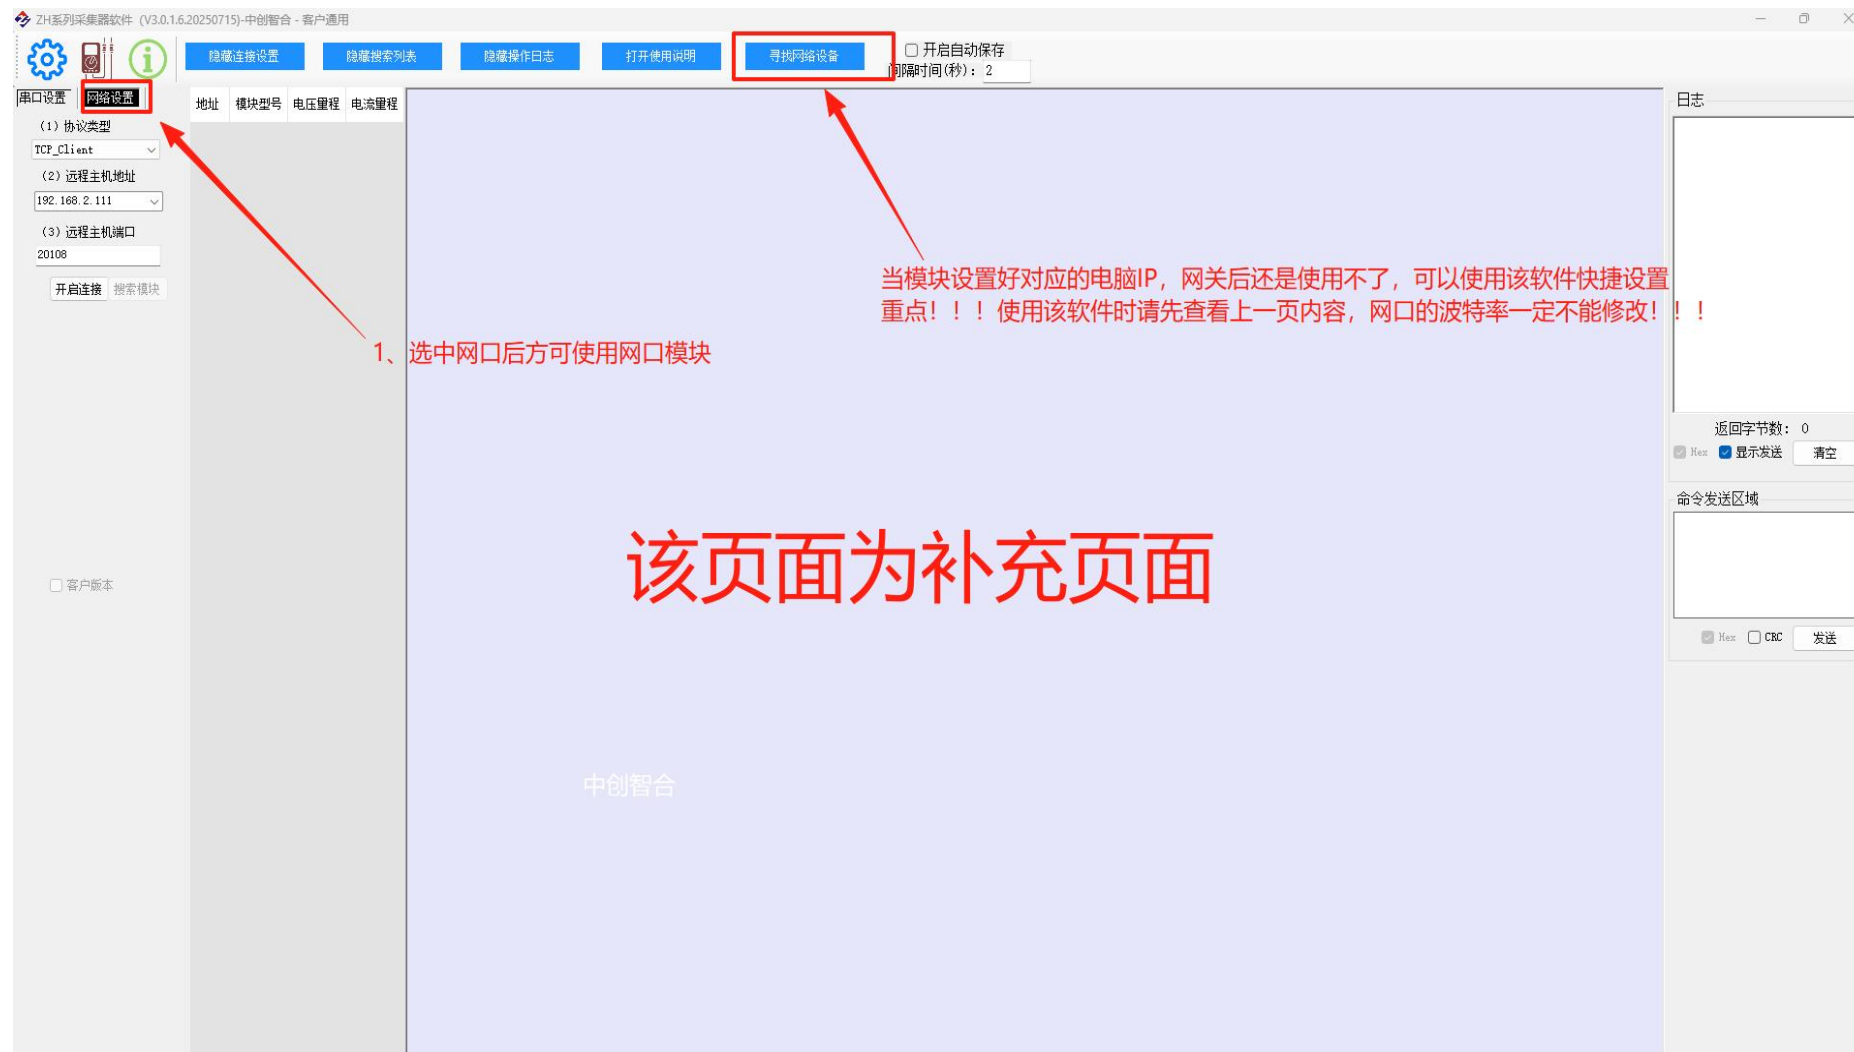 ZH系列采集器软件 (V3.0.1.6.20250715)-中创智合 - 客户通用
隐藏连接设置 隐藏搜索列表 隐藏操作日志 打开使用说明 寻找网络设备 开启自动保存
间隔时间(秒): 2
串口设置 网络设置
地址 模块型号 电压量程 电流量程
日志
(1) 协议类型
TCP_Client
(2) 远程主机地址
192.168.2.111
(3) 远程主机端口
20108
开启连接 搜索模块
当模块设置好对应的电脑IP，网关后还是使用不了，可以使用该软件快捷设置
重点！！！使用该软件时请先查看上一页内容，网口的波特率一定不能修改！！！
1、选中网口后方可使用网口模块
返回字节数： 0
Hex 显示发送 清空
命令发送区域
该页面为补充页面
客户版本
Hex CRC 发送
中创智合